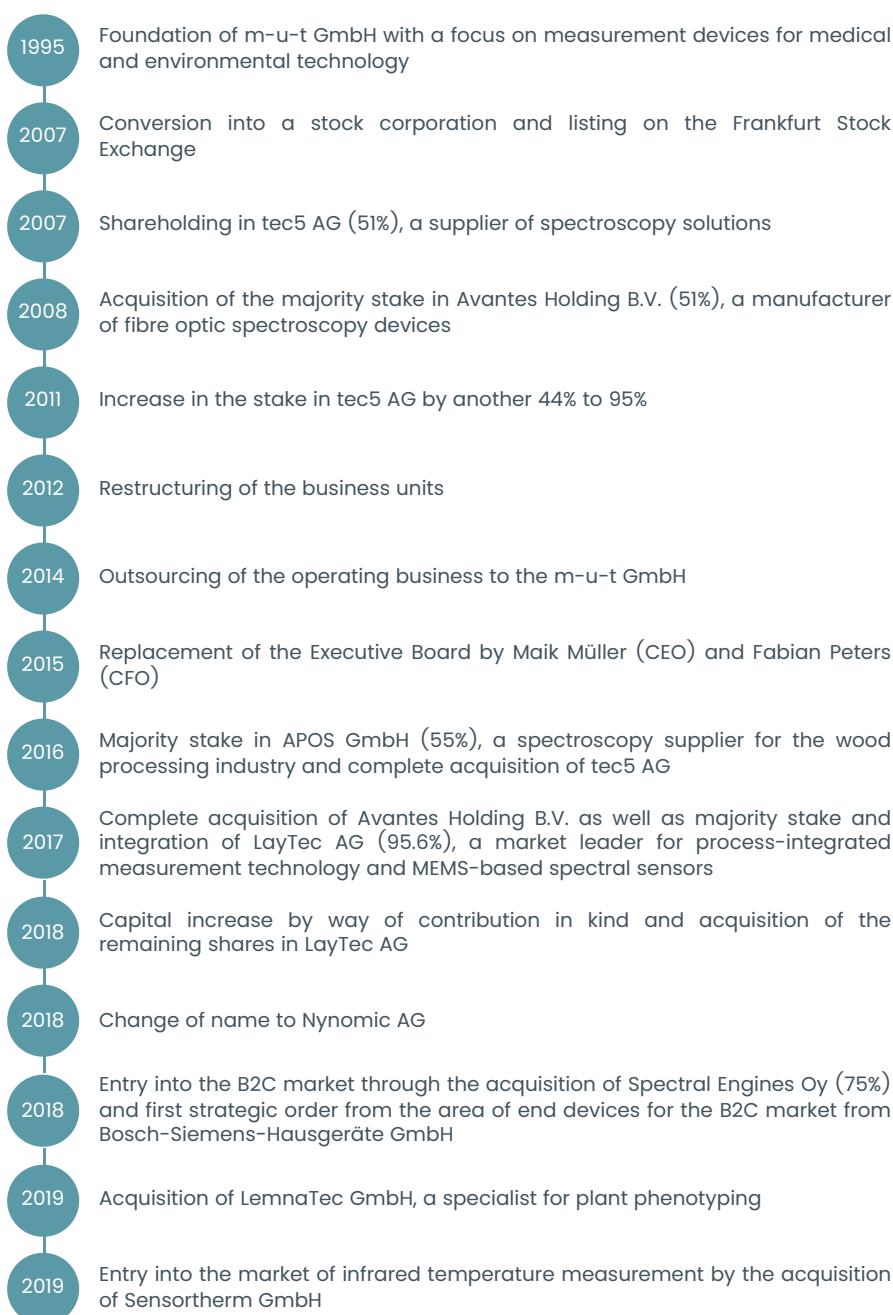 1995
Foundation of m-u-t GmbH with a focus on measurement devices for medical
and environmental technology
2007
Conversion into a stock corporation and listing on the Frankfurt Stock
Exchange
2007
Shareholding in tec5 AG (51%), a supplier of spectroscopy solutions
2008
Acquisition of the majority stake in Avantes Holding B.V. (51%), a manufacturer
of fibre optic spectroscopy devices
2011
Increase in the stake in tec5 AG by another 44% to 95%
2012
Restructuring of the business units
2014
Outsourcing of the operating business to the m-u-t GmbH
2015
Replacement of the Executive Board by Maik Müller (CEO) and Fabian Peters
(CFO)
2016
Majority stake in APOS GmbH (55%), a spectroscopy supplier for the wood
processing industry and complete acquisition of tec5 AG
2017
Complete acquisition of Avantes Holding B.V. as well as majority stake and
integration of LayTec AG (95.6%), a market leader for process-integrated
measurement technology and MEMS-based spectral sensors
2018
Capital increase by way of contribution in kind and acquisition of the
remaining shares in LayTec AG
2018
Change of name to Nynomic AG
2018
Entry into the B2C market through the acquisition of Spectral Engines Oy (75%)
and first strategic order from the area of end devices for the B2C market from
Bosch-Siemens-Hausgeräte GmbH
2019
Acquisition of LemnaTec GmbH, a specialist for plant phenotyping
2019
Entry into the market of infrared temperature measurement by the acquisition
of Sensortherm GmbH